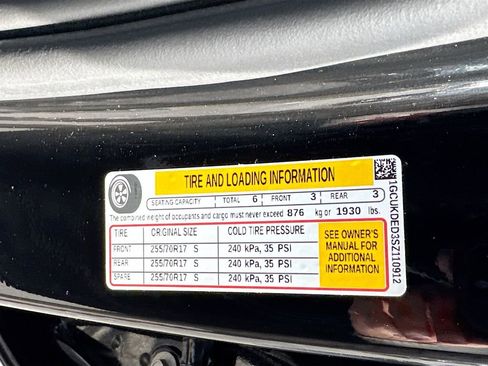 TIRE AND LOADING INFORMATION
SEATING CAPACITY TOTAL 6 FRONT 3 REAR 3
The combined weight of occupants and cargo must never exceed 876 kg or 1930 lbs.
TIRE ORIGINAL SIZE COLD TIRE PRESSURE
FRONT 255/70R17 S 240 kPa, 35 PSI
REAR 255/70R17 S 240 kPa, 35 PSI
SPARE 255/70R17 S 240 kPa, 35 PSI
SEE OWNER'S
MANUAL FOR
ADDITIONAL
INFORMATION
1GCUKDED3SZ110912